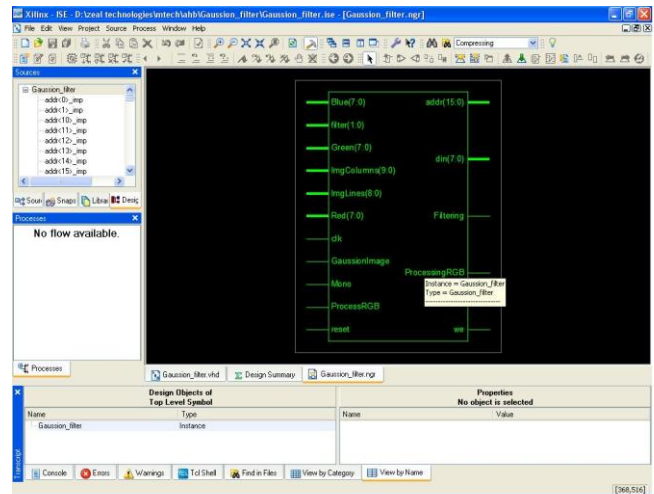 Xilinx - ISE - D:\zeal technologies\mtech\ahb\Gaussion_filter\Gaussion_filter.ise - [Gaussion_filter.ngr]
File Edit View Project Source Process Window Help
Compressing
Sources
Gaussion_filter
addr<0>_imp
addr<1>_imp
addr<10>_imp
addr<11>_imp
addr<12>_imp
addr<13>_imp
addr<14>_imp
addr<15>_imp
Sour Snaps Librar Desig
Processes
No flow available.
Processes
Blue(7:0) addr(15:0)
filter(1:0)
Green(7:0)
din(7:0)
ImgColumns(9:0)
ImgLines(8:0)
Red(7:0) Filtering
clk
GaussionImage
ProcessingRGB
Mono
Instance = Gaussion_filter
Type = Gaussion_filter
ProcessRGB
reset we
Gaussion_filter.vhd Design Summary Gaussion_filter.ngr
Design Objects of
Top Level Symbol
Properties
No object is selected
Name Type Name Value
Gaussion_filter Instance
Transcript
Console Errors Warnings Tcl Shell Find in Files View by Category View by Name
[368,516]